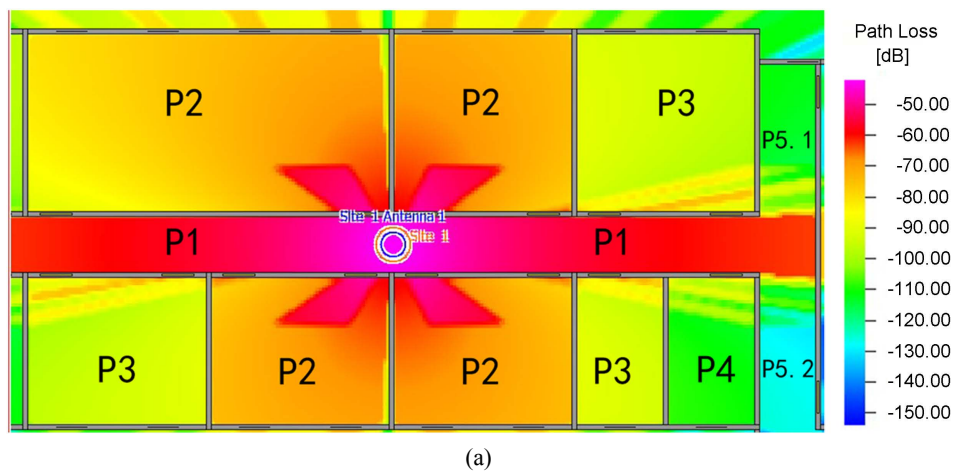 Path Loss
[dB]
P2
P2
P3
P5.1
Site 1 Antenna 1
Site 1
P1
P1
P3
P2
P2
P3
P4
P5.2
-50.00
-60.00
-70.00
-80.00
-90.00
-100.00
-110.00
-120.00
-130.00
-140.00
-150.00
(a)